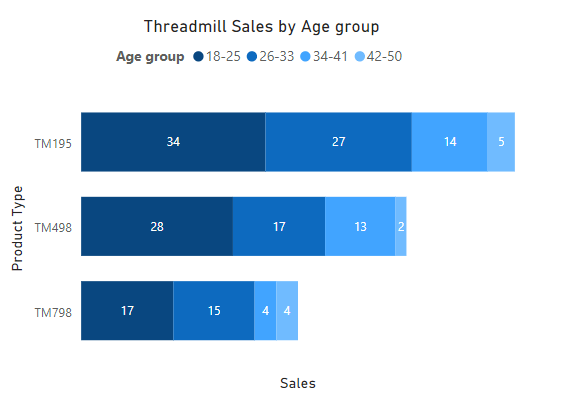 Threadmill Sales by Age group
Age group 18-25 26-33 34-41 42-50
Product Type
TM195 34 27 14 5
TM498 28 17 13 2
TM798 17 15 4 4
Sales